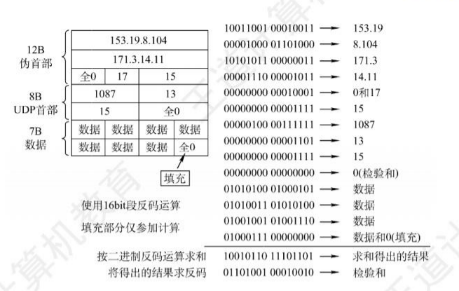 12B
伪首部
153.19.8.104
171.3.14.11
全0 17 15
8B
UDP首部
1087 13
15 全0
7B
数据
数据 数据 数据 数据
数据 数据 数据 全0
填充
使用16bit段反码运算
填充部分仅参加计算
按二进制反码运算求和
将得出的结果求反码
10011001 00010011 → 153.19
00001000 01101000 → 8.104
10101011 00000011 → 171.3
00001110 00001011 → 14.11
00000000 00010001 → 0和17
00000000 00001111 → 15
00000100 00111111 → 1087
00000000 00001101 → 13
00000000 00001111 → 15
00000000 00000000 → 0(检验和)
01010100 01000101 → 数据
01010011 01010100 → 数据
01001001 01001110 → 数据
01000111 00000000 → 数据和0(填充)
10010110 11101101 → 求和得出的结果
01101001 00010010 → 检验和